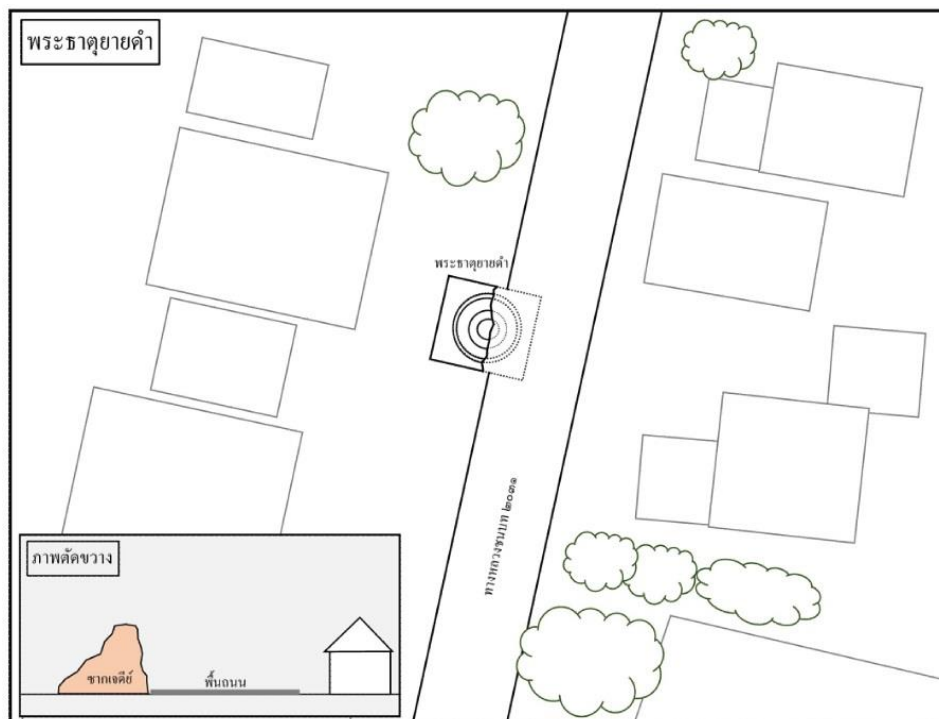 พระธาตุยายคำ
พระธาตุยายคำ
ทางหลวงชนบท ๒๐๓๑
ภาพตัดขวาง
ซากเจดีย์
พื้นถนน